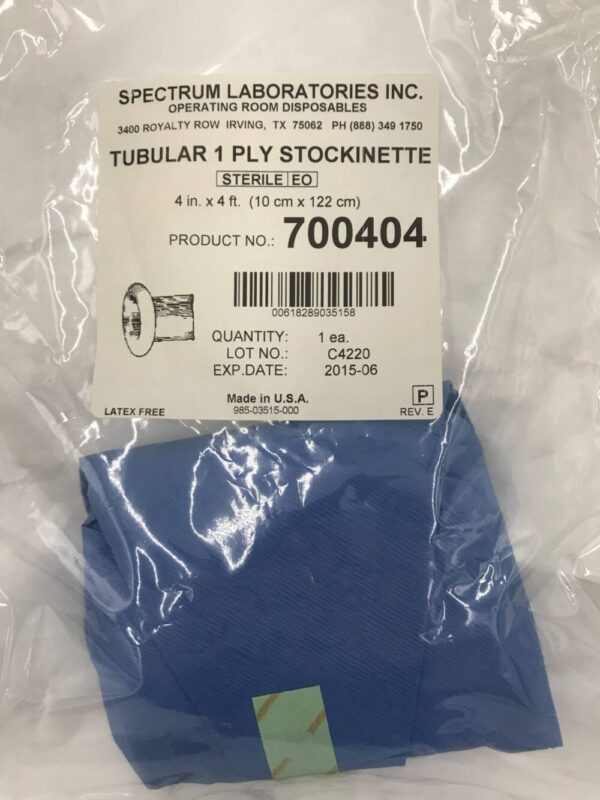 SPECTRUM LABORATORIES INC.
OPERATING ROOM DISPOSABLES
3400 ROYALTY ROW IRVING, TX 75062 PH (888) 349 1750
TUBULAR 1 PLY STOCKINETTE
STERILE EO
4 in. x 4 ft. (10 cm x 122 cm)
PRODUCT NO.: 700404
00618289035158
QUANTITY: 1 ea.
LOT NO.: C4220
EXP.DATE: 2015-06
Made in U.S.A.
P
LATEX FREE 985-03515-000 REV. E